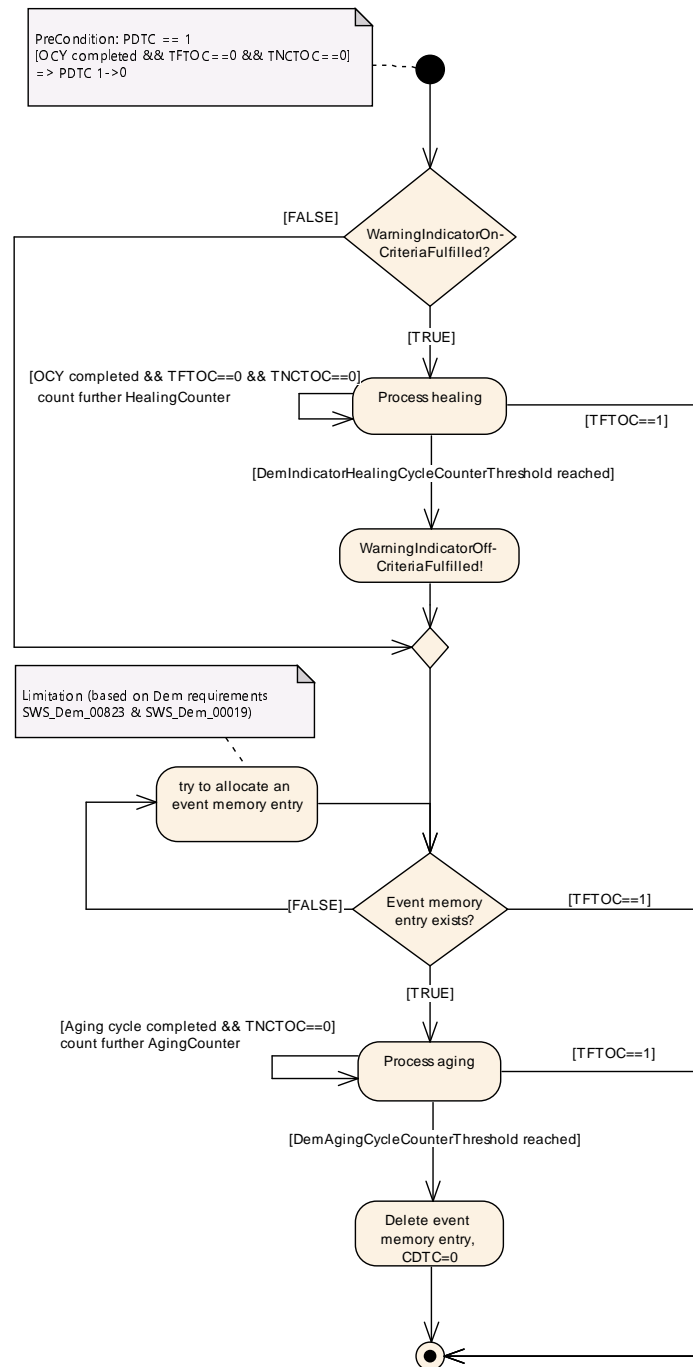 PreCondition: PDTC == 1
[OCY completed && TFTOC==0 && TNCTOC==0]
=> PDTC 1->0
[FALSE]
WarningIndicatorOn-
CriteriaFulfilled?
[TRUE]
[OCY completed && TFTOC==0 && TNCTOC==0]
count further HealingCounter
Process healing
[TFTOC==1]
[DemIndicatorHealingCycleCounterThreshold reached]
WarningIndicatorOff-
CriteriaFulfilled!
Limitation (based on Dem requirements
SWS_Dem_00823 & SWS_Dem_00019)
try to allocate an
event memory entry
[FALSE]
Event memory
entry exists?
[TFTOC==1]
[TRUE]
[Aging cycle completed && TNCTOC==0]
count further AgingCounter
Process aging
[TFTOC==1]
[DemAgingCycleCounterThreshold reached]
Delete event
memory entry,
CDTC=0